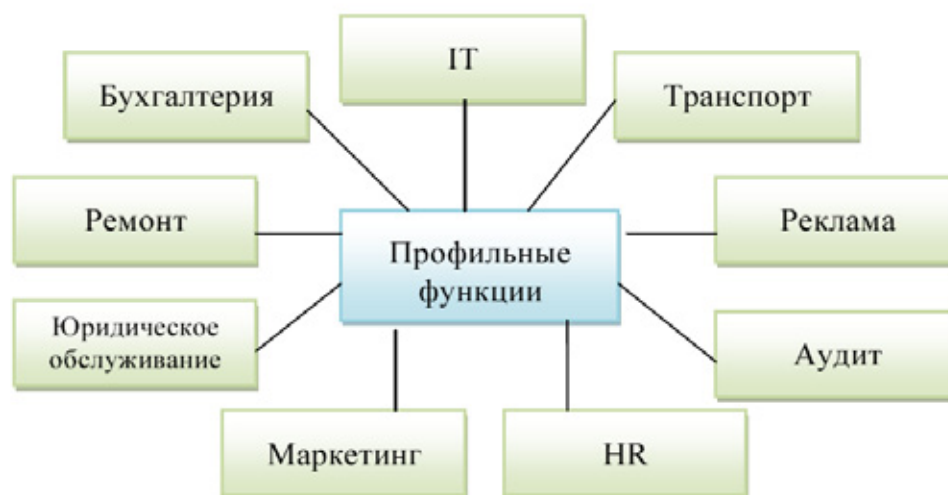 IT
Бухгалтерия
Транспорт
Ремонт
Реклама
Профильные
функции
Юридическое
обслуживание
Аудит
Маркетинг
HR